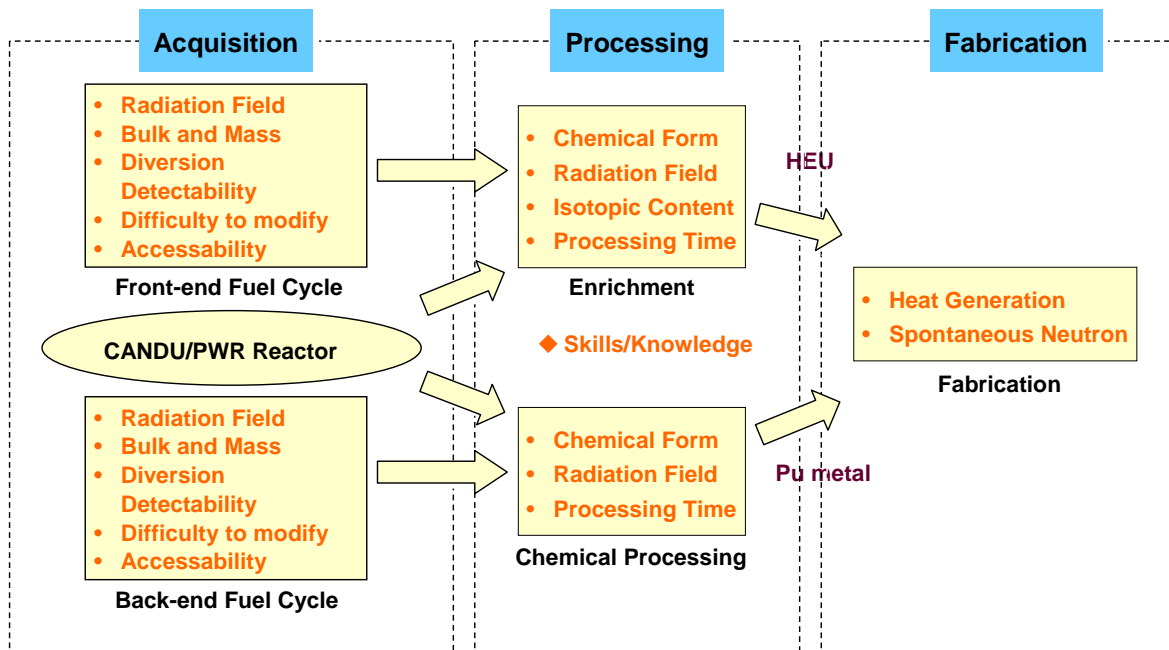 Acquisition
Processing
Fabrication
• Radiation Field
• Bulk and Mass
• Diversion
Detectability
• Difficulty to modify
• Accessability
Front-end Fuel Cycle
CANDU/PWR Reactor
• Radiation Field
• Bulk and Mass
• Diversion
Detectability
• Difficulty to modify
• Accessability
Back-end Fuel Cycle
• Chemical Form
• Radiation Field
• Isotopic Content
• Processing Time
Enrichment
◆ Skills/Knowledge
• Chemical Form
• Radiation Field
• Processing Time
Chemical Processing
HEU
Pu metal
• Heat Generation
• Spontaneous Neutron
Fabrication